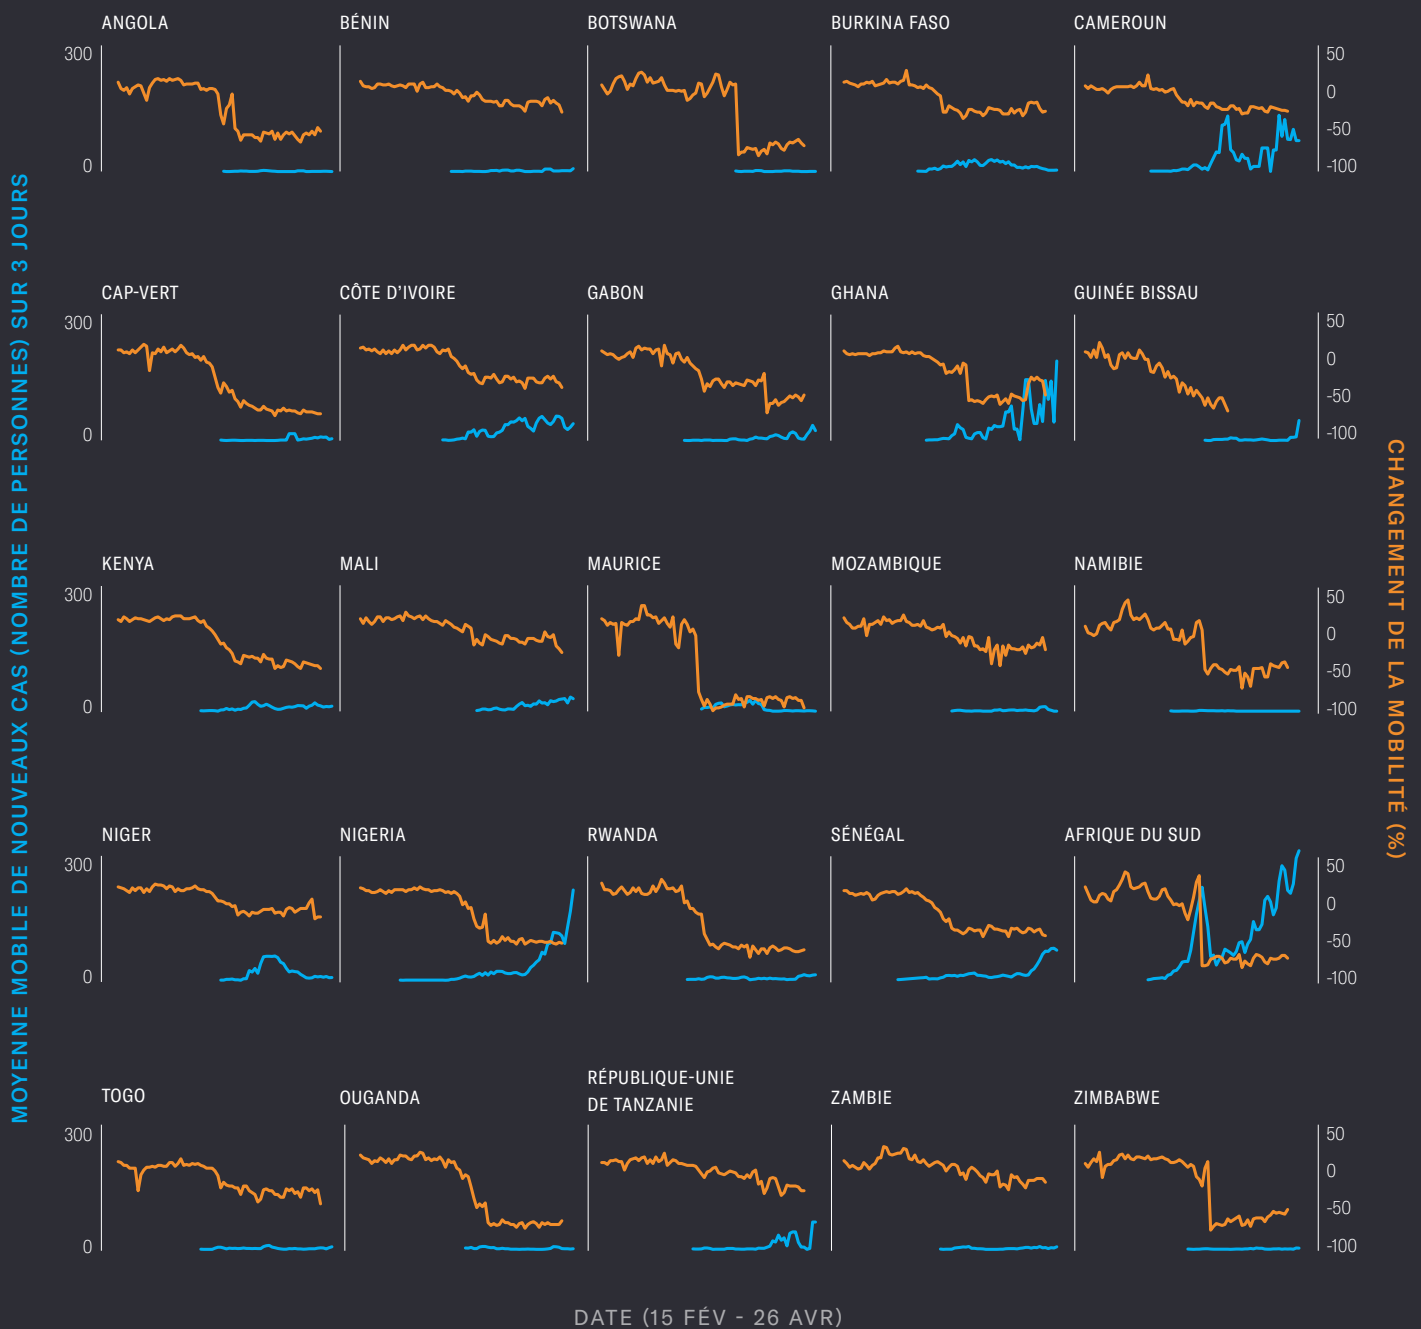 ANGOLA
BÉNIN
BOTSWANA
BURKINA FASO
CAMEROUN
300
0
50
0
-50
-100
CAP-VERT
CÔTE D’IVOIRE
GABON
GHANA
GUINÉE BISSAU
300
0
50
0
-50
-100
KENYA
MALI
MAURICE
MOZAMBIQUE
NAMIBIE
300
0
50
0
-50
-100
NIGER
NIGERIA
RWANDA
SÉNÉGAL
AFRIQUE DU SUD
300
0
50
0
-50
-100
TOGO
OUGANDA
RÉPUBLIQUE-UNIE
DE TANZANIE
ZAMBIE
ZIMBABWE
300
0
50
0
-50
-100
MOYENNE MOBILE DE NOUVEAUX CAS (NOMBRE DE PERSONNES) SUR 3 JOURS
CHANGEMENT DE LA MOBILITÉ (%)
DATE (15 FÉV - 26 AVR)